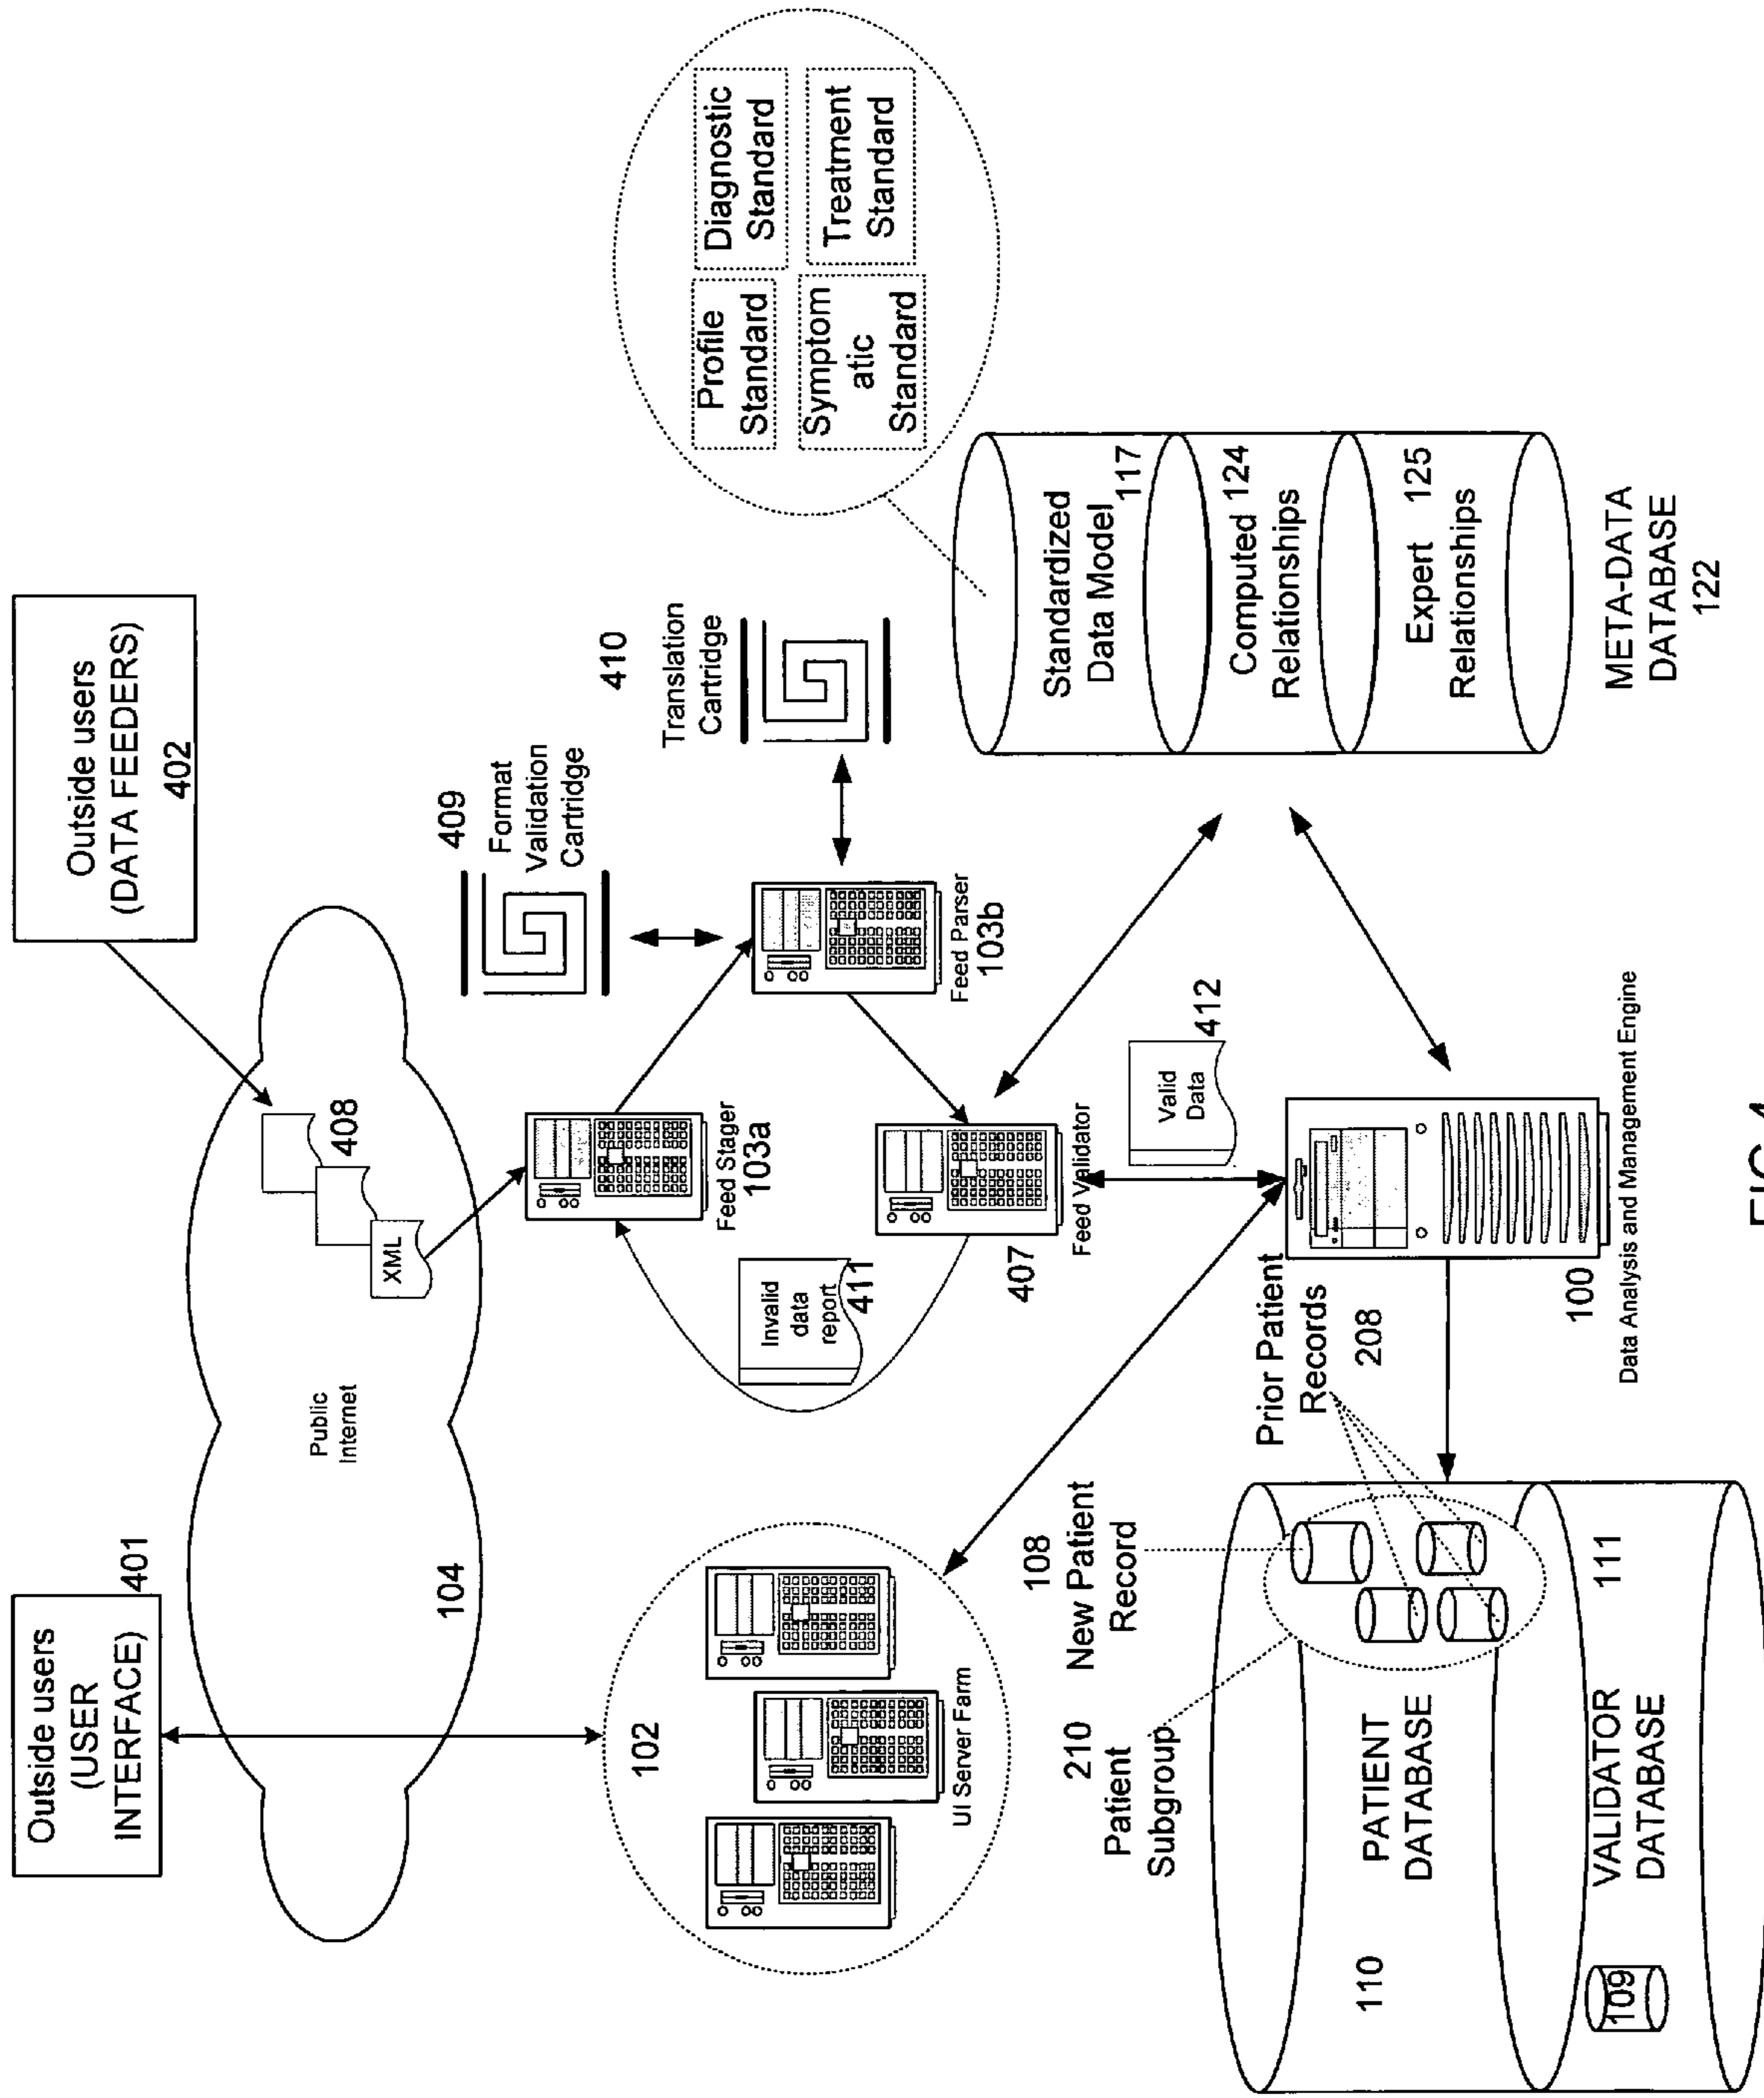 Outside users
(USER
INTERFACE)
401
Outside users
(DATA FEEDERS)
402
Public
Internet
104
408
XML
102
UI Server Farm
Feed Stager
103a
409
Format
Validation
Cartridge
410
Translation
Cartridge
Feed Parser
103b
Invalid
data
report
411
407
Feed Validator
Valid
Data
412
Profile
Standard
Diagnostic
Standard
Symptom
atic
Standard
Treatment
Standard
Standardized
Data Model
117
Computed 124
Relationships
Expert 125
Relationships
META-DATA
DATABASE
122
210
Patient
Subgroup
108
New Patient
Record
Prior Patient
Records
208
100
Data Analysis and Management Engine
110
PATIENT
DATABASE
109
VALIDATOR
DATABASE
111
FIG 4